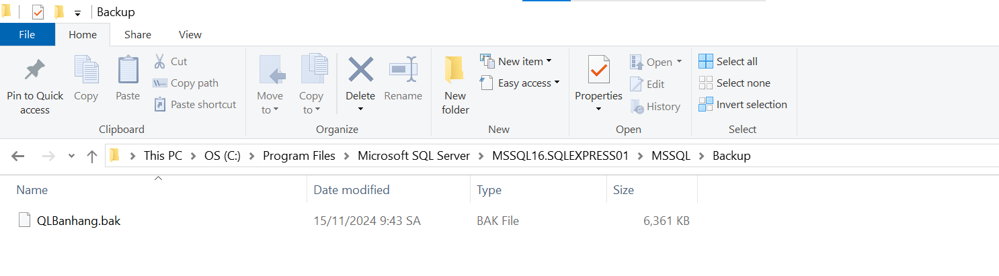 Backup
File Home Share View
Pin to Quick access
Copy
Paste
Cut
Copy path
Paste shortcut
Clipboard
Move to
Copy to
Delete
Rename
Organize
New folder
New item
Easy access
New
Properties
Open
Edit
History
Open
Select all
Select none
Invert selection
Select
This PC > OS (C:) > Program Files > Microsoft SQL Server > MSSQL16.SQLEXPRESS01 > MSSQL > Backup
Name Date modified Type Size
QLBanhang.bak 15/11/2024 9:43 SA BAK File 6,361 KB